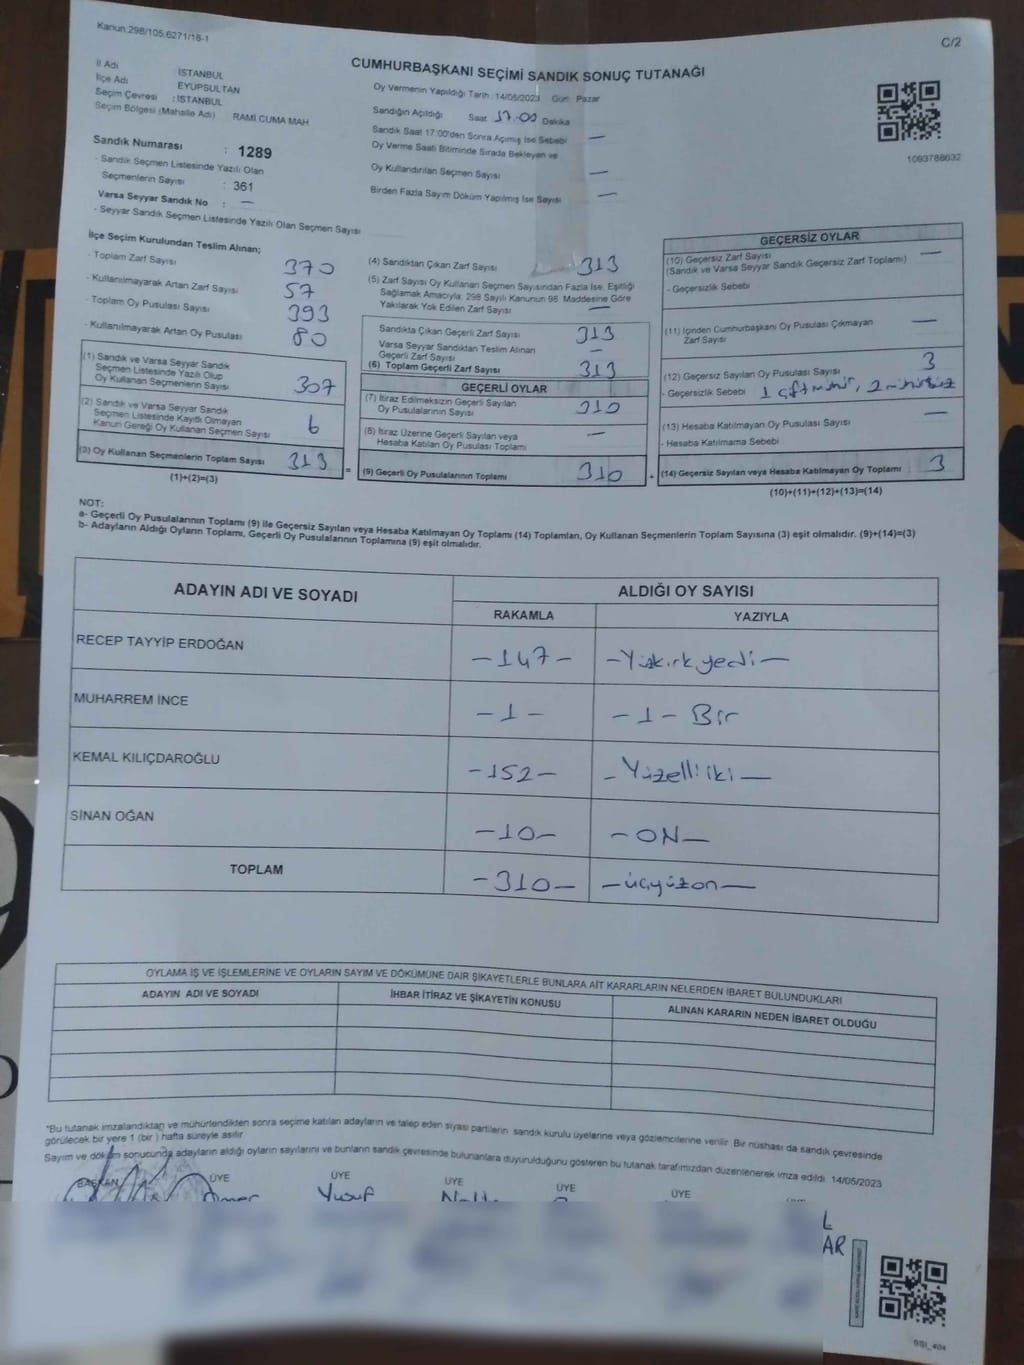 Kanun:298/105,6271/18-1
C/2
CUMHURBAŞKANI SEÇİMİ SANDIK SONUÇ TUTANAĞI
İl Adı İSTANBUL
İlçe Adı EYÜPSULTAN
Seçim Çevresi : İSTANBUL
Seçim Bölgesi (Mahalle Adı) RAMİ CUMA MAH
Sandık Numarası : 1289
- Sandık Seçmen Listesinde Yazılı Olan
Seçmenlerin Sayısı : 361
Varsa Seyyar Sandık No : —
- Seyyar Sandık Seçmen Listesinde Yazılı Olan Seçmen Sayısı
Oy Vermenin Yapıldığı Tarih : 14/05/2023 Gün : Pazar
Sandığın Açıldığı Saat 17.00 Dakika
Sandık Saat 17:00'den Sonra Açılmış İse Sebebi —
Oy Verme Saati Bitiminde Sırada Bekleyen ve
Oy Kullandırılan Seçmen Sayısı —
Birden Fazla Sayım Döküm Yapılmış İse Sayısı —
1093788632
İlçe Seçim Kurulundan Teslim Alınan;
- Toplam Zarf Sayısı 370
- Kullanılmayarak Artan Zarf Sayısı 57
- Toplam Oy Pusulası Sayısı 393
- Kullanılmayarak Artan Oy Pusulası 80
(1) Sandık ve Varsa Seyyar Sandık
Seçmen Listesinde Yazılı Olup
Oy Kullanan Seçmenlerin Sayısı 307
(2) Sandık ve Varsa Seyyar Sandık
Seçmen Listesinde Kayıtlı Olmayan
Kanun Gereği Oy Kullanan Seçmen Sayısı 6
(3) Oy Kullanan Seçmenlerin Toplam Sayısı 313
(1)+(2)=(3)
=
(4) Sandıktan Çıkan Zarf Sayısı 313
(5) Zarf Sayısı Oy Kullanan Seçmen Sayısından Fazla İse, Eşitliği
Sağlamak Amacıyla, 298 Sayılı Kanunun 98. Maddesine Göre
Yakılarak Yok Edilen Zarf Sayısı —
Sandıkta Çıkan Geçerli Zarf Sayısı 313
Varsa Seyyar Sandıktan Teslim Alınan
Geçerli Zarf Sayısı —
(6) Toplam Geçerli Zarf Sayısı 313
GEÇERLİ OYLAR
(7) İtiraz Edilmeksizin Geçerli Sayılan
Oy Pusulalarının Sayısı 310
(8) İtiraz Üzerine Geçerli Sayılan veya
Hesaba Katılan Oy Pusulası Toplamı —
(9) Geçerli Oy Pusulalarının Toplamı 310
+
GEÇERSİZ OYLAR
(10) Geçersiz Zarf Sayısı —
(Sandık ve Varsa Seyyar Sandık Geçersiz Zarf Toplamı)
- Geçersizlik Sebebi
(11) İçinden Cumhurbaşkanı Oy Pusulası Çıkmayan —
Zarf Sayısı
(12) Geçersiz Sayılan Oy Pusulası Sayısı 3
- Geçersizlik Sebebi 1 çift mühür, 2 mühürsüz
(13) Hesaba Katılmayan Oy Pusulası Sayısı —
- Hesaba Katılmama Sebebi
(14) Geçersiz Sayılan veya Hesaba Katılmayan Oy Toplamı 3
(10)+(11)+(12)+(13)=(14)
NOT:
a- Geçerli Oy Pusulalarının Toplamı (9) ile Geçersiz Sayılan veya Hesaba Katılmayan Oy Toplamı (14) Toplamları, Oy Kullanan Seçmenlerin Toplam Sayısına (3) eşit olmalıdır. (9)+(14)=(3)
b- Adayların Aldığı Oyların Toplamı, Geçerli Oy Pusulalarının Toplamına (9) eşit olmalıdır.
ADAYIN ADI VE SOYADI ALDIĞI OY SAYISI
RAKAMLA YAZIYLA
RECEP TAYYİP ERDOĞAN -147- -Yüzkırkyedi-
MUHARREM İNCE -1- -1- Bir
KEMAL KILIÇDAROĞLU -152- -Yüzelliiki-
SİNAN OĞAN -10- -ON-
TOPLAM -310- -üçyüzon-
OYLAMA İŞ VE İŞLEMLERİNE VE OYLARIN SAYIM VE DÖKÜMÜNE DAİR ŞİKAYETLERLE BUNLARA AİT KARARLARIN NELERDEN İBARET BULUNDUKLARI
ADAYIN ADI VE SOYADI İHBAR İTİRAZ VE ŞİKAYETİN KONUSU ALINAN KARARIN NEDEN İBARET OLDUĞU
*Bu tutanak imzalandıktan ve mühürlendikten sonra seçime katılan adayların ve talep eden siyasi partilerin sandık kurulu üyelerine veya gözlemcilerine verilir. Bir nüshası da sandık çevresinde
görülecek bir yere 1 (bir) hafta süreyle asılır.
Sayım ve döküm sonucunda adayların aldığı oyların sayılarını ve bunların sandık çevresinde bulunanlara duyurulduğunu gösteren bu tutanak tarafımızdan düzenlenerek imza edildi. 14/05/2023
BAŞKAN ÜYE ÜYE ÜYE ÜYE ÜYE
Ömer Yusuf
L
AR